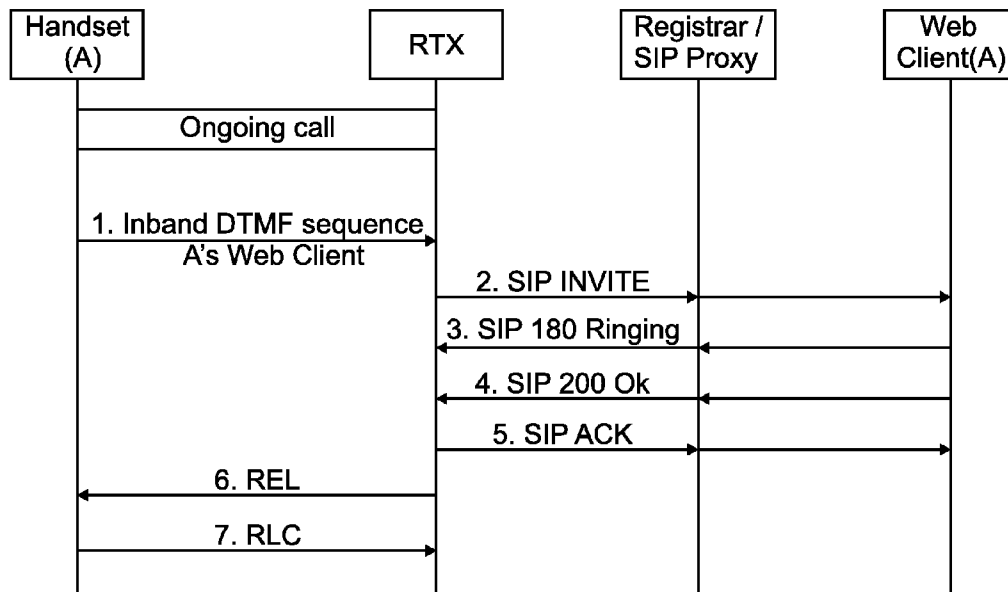 Handset
(A)
RTX
Registrar /
SIP Proxy
Web
Client(A)
Ongoing call
1. Inband DTMF sequence
A's Web Client
2. SIP INVITE
3. SIP 180 Ringing
4. SIP 200 Ok
5. SIP ACK
6. REL
7. RLC